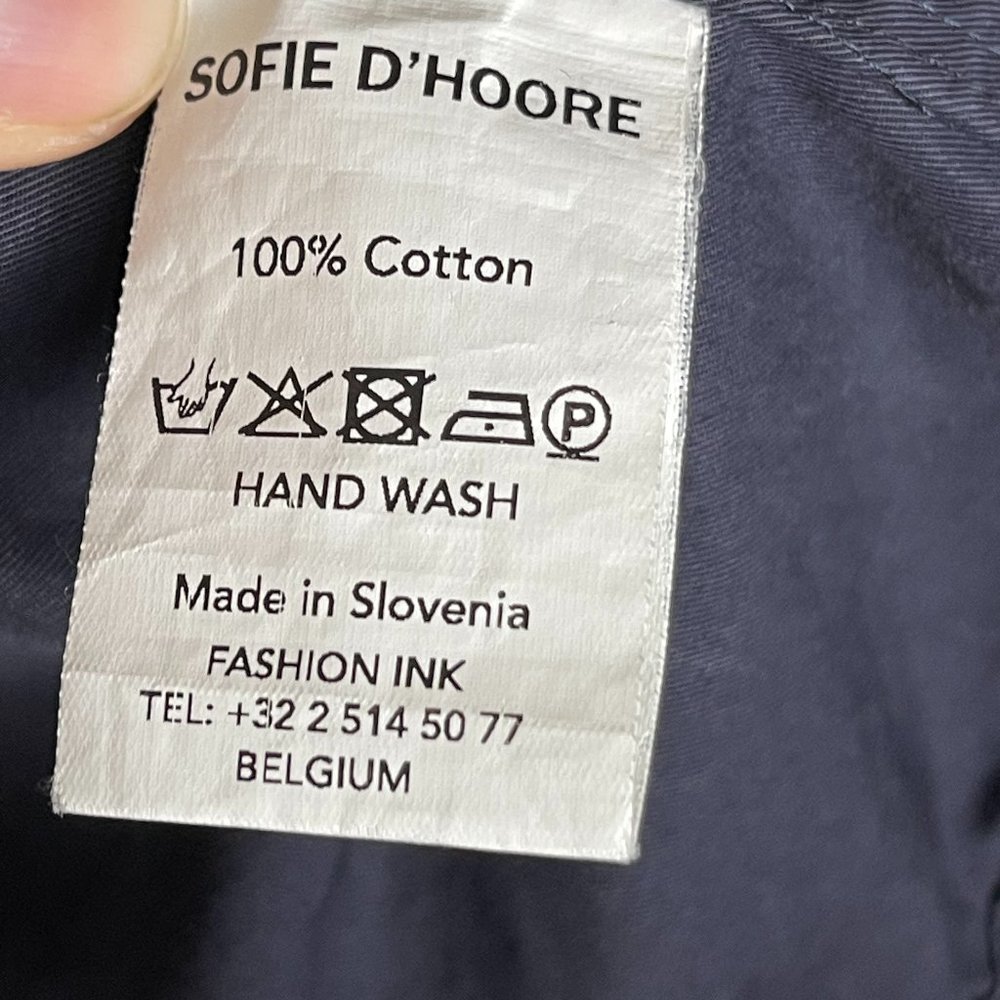 SOFIE D'HOORE
100% Cotton
P
HAND WASH
Made in Slovenia
FASHION INK
TEL: +32 2 514 50 77
BELGIUM